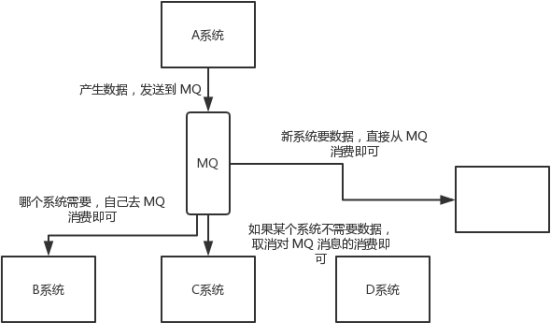 A系统
产生数据，发送到 MQ
MQ
新系统要数据，直接从 MQ
消费即可
哪个系统需要，自己去 MQ
消费即可
如果某个系统不需要数据，
取消对 MQ 消息的消费即
可
B系统
C系统
D系统